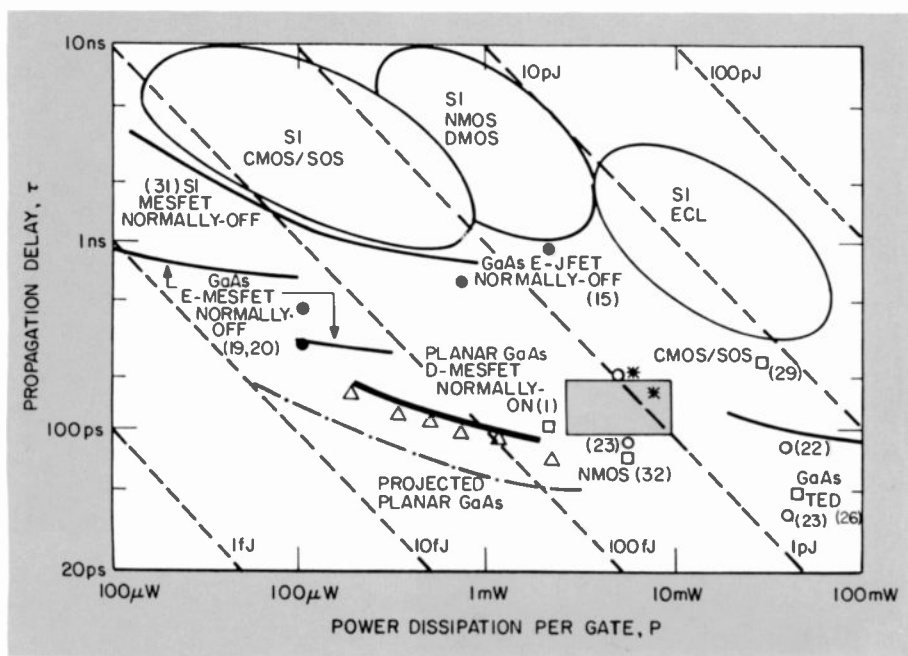 10ns
1ns
100ps
20ps
PROPAGATION DELAY, τ
10pJ
100pJ
SI
CMOS/SOS
SI
NMOS
DMOS
SI
ECL
(31) SI
MESFET
NORMALLY-OFF
GaAs
E-MESFET
NORMALLY-
OFF
(19,20)
GaAs E-JFET
NORMALLY-OFF
(15)
PLANAR GaAs
D-MESFET
NORMALLY-
ON (1)
CMOS/SOS
(29)
(23)
NMOS (32)
(22)
GaAs
TED
(23) (26)
PROJECTED
PLANAR GaAs
1fJ
10fJ
100fJ
1pJ
100μW
100μW
1mW
10mW
100mW
POWER DISSIPATION PER GATE, P